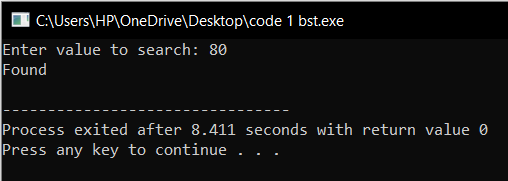 C:\Users\HP\OneDrive\Desktop\code 1 bst.exe
Enter value to search: 80
Found
--------------------------------
Process exited after 8.411 seconds with return value 0
Press any key to continue . . .